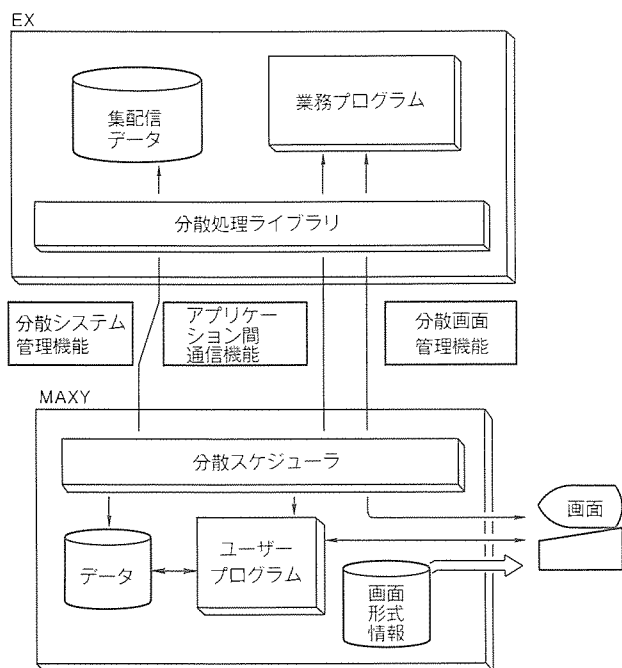 EX
集配信
データ
業務プログラム
分散処理ライブラリ
分散システム
管理機能
アプリケー
ション間
通信機能
分散画面
管理機能
MAXY
分散スケジューラ
データ
ユーザー
プログラム
画面
形式
情報
画面